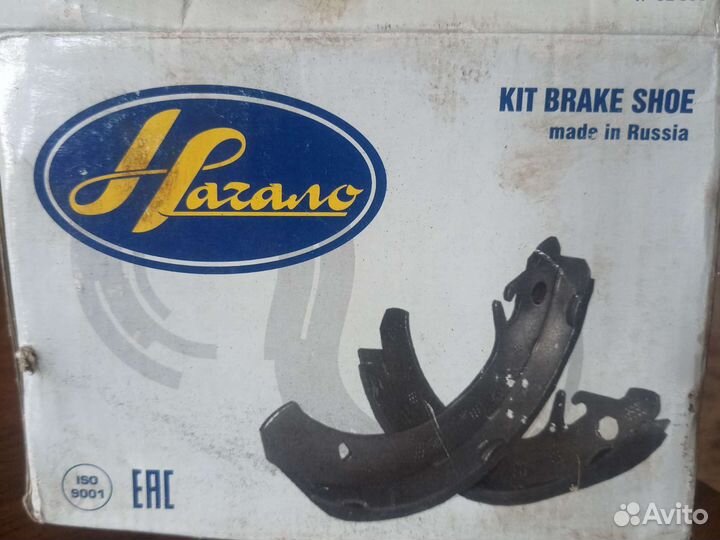 KIT BRAKE SHOE
made in Russia
Начало
ISO
9001
EAC
Avito